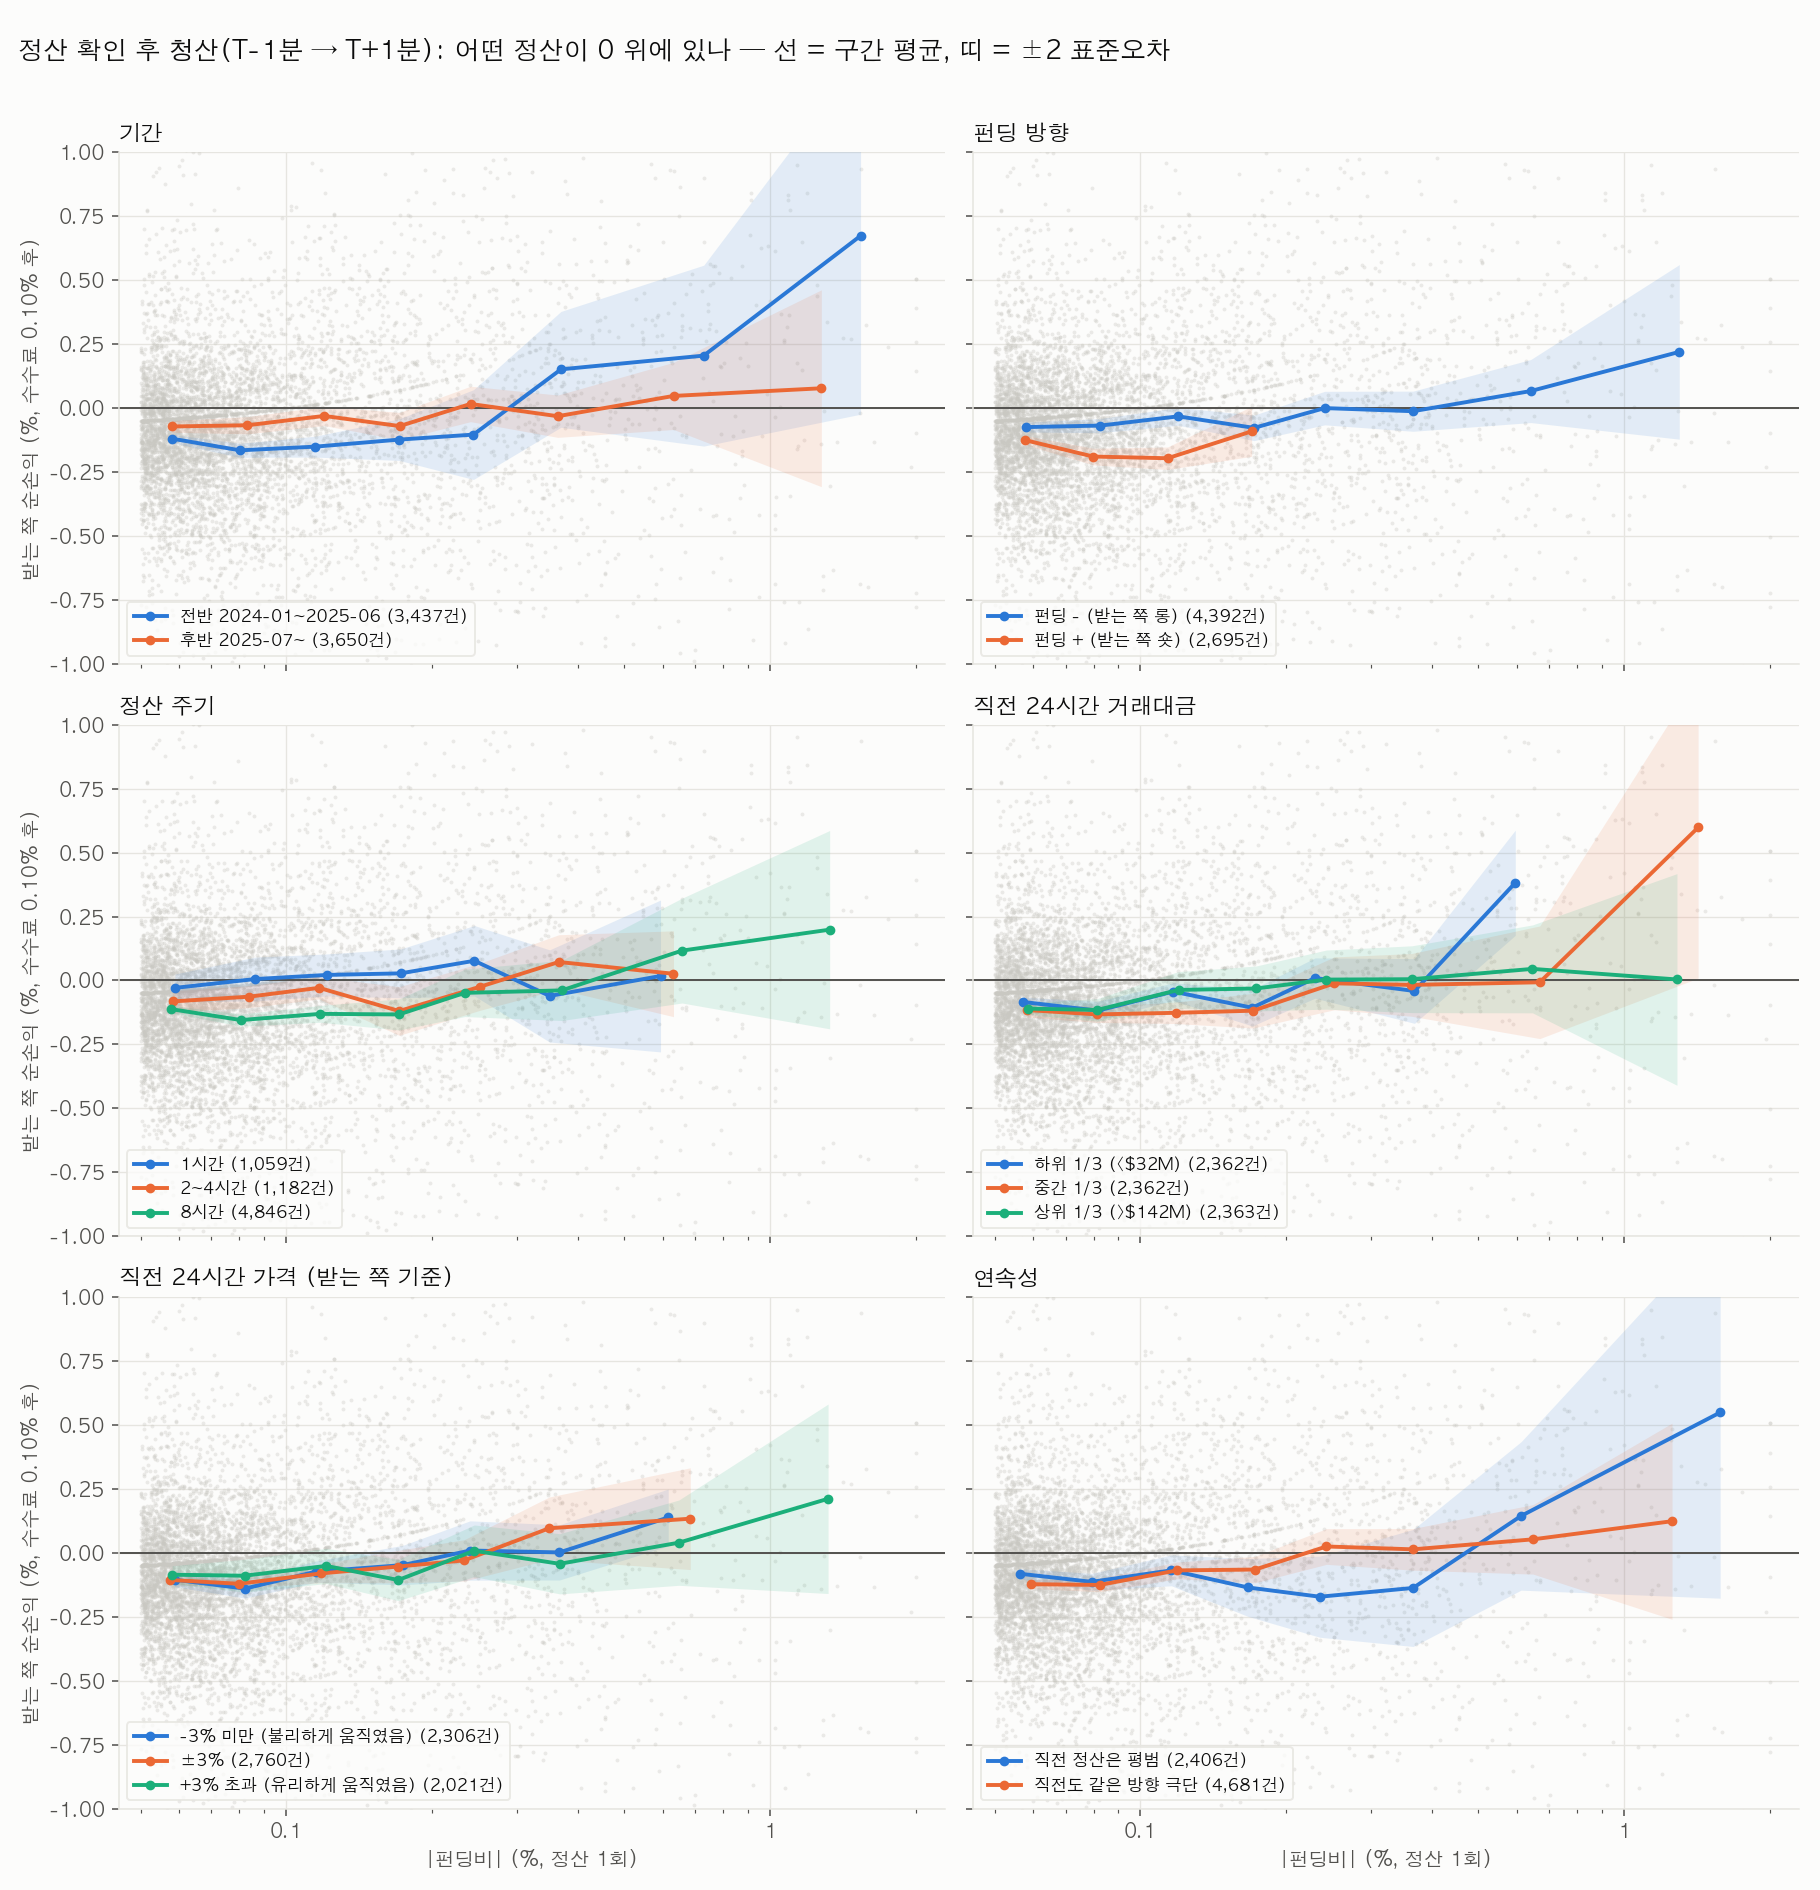 정산 확인 후 청산(T-1분 → T+1분): 어떤 정산이 0 위에 있나 — 선 = 구간 평균, 띠 = ±2 표준오차
기간
1.00
0.75
0.50
0.25
0.00
-0.25
-0.50
-0.75
-1.00
받는 쪽 순손익 (%, 수수료 0.10% 후)
전반 2024-01~2025-06 (3,437건)
후반 2025-07~ (3,650건)
펀딩 방향
펀딩 - (받는 쪽 롱) (4,392건)
펀딩 + (받는 쪽 숏) (2,695건)
정산 주기
1.00
0.75
0.50
0.25
0.00
-0.25
-0.50
-0.75
-1.00
받는 쪽 순손익 (%, 수수료 0.10% 후)
1시간 (1,059건)
2~4시간 (1,182건)
8시간 (4,846건)
직전 24시간 거래대금
하위 1/3 (<$32M) (2,362건)
중간 1/3 (2,362건)
상위 1/3 (>$142M) (2,363건)
직전 24시간 가격 (받는 쪽 기준)
1.00
0.75
0.50
0.25
0.00
-0.25
-0.50
-0.75
-1.00
받는 쪽 순손익 (%, 수수료 0.10% 후)
-3% 미만 (불리하게 움직였음) (2,306건)
±3% (2,760건)
+3% 초과 (유리하게 움직였음) (2,021건)
0.1
1
|펀딩비| (%, 정산 1회)
연속성
직전 정산은 평범 (2,406건)
직전도 같은 방향 극단 (4,681건)
0.1
1
|펀딩비| (%, 정산 1회)